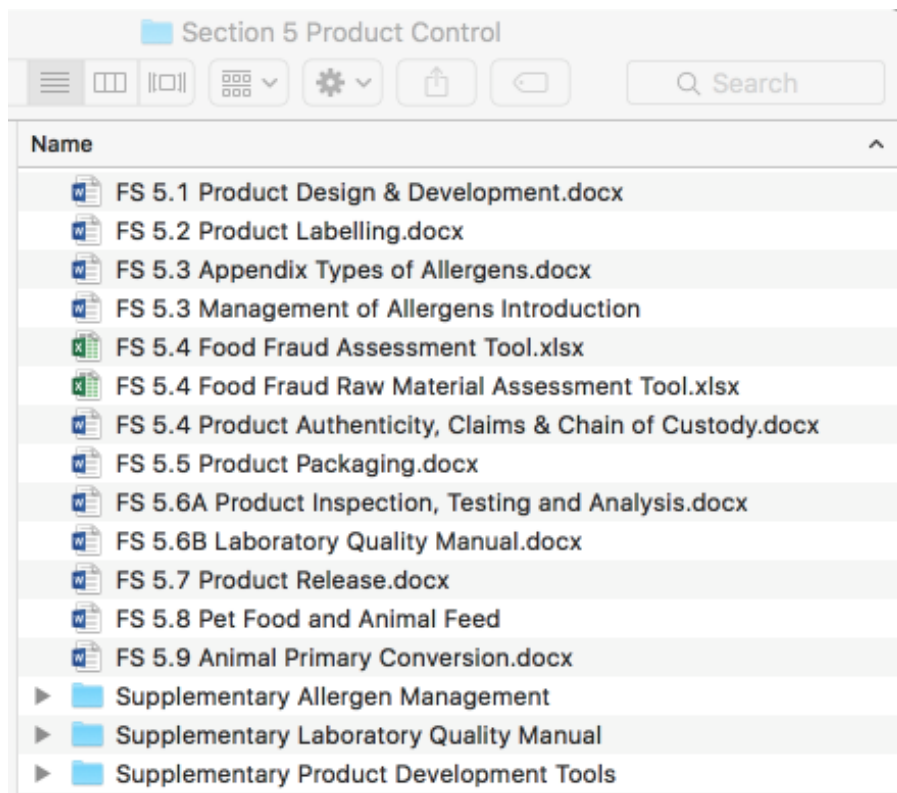 Section 5 Product Control
Search
Name
FS 5.1 Product Design & Development.docx
FS 5.2 Product Labelling.docx
FS 5.3 Appendix Types of Allergens.docx
FS 5.3 Management of Allergens Introduction
FS 5.4 Food Fraud Assessment Tool.xlsx
FS 5.4 Food Fraud Raw Material Assessment Tool.xlsx
FS 5.4 Product Authenticity, Claims & Chain of Custody.docx
FS 5.5 Product Packaging.docx
FS 5.6A Product Inspection, Testing and Analysis.docx
FS 5.6B Laboratory Quality Manual.docx
FS 5.7 Product Release.docx
FS 5.8 Pet Food and Animal Feed
FS 5.9 Animal Primary Conversion.docx
Supplementary Allergen Management
Supplementary Laboratory Quality Manual
Supplementary Product Development Tools